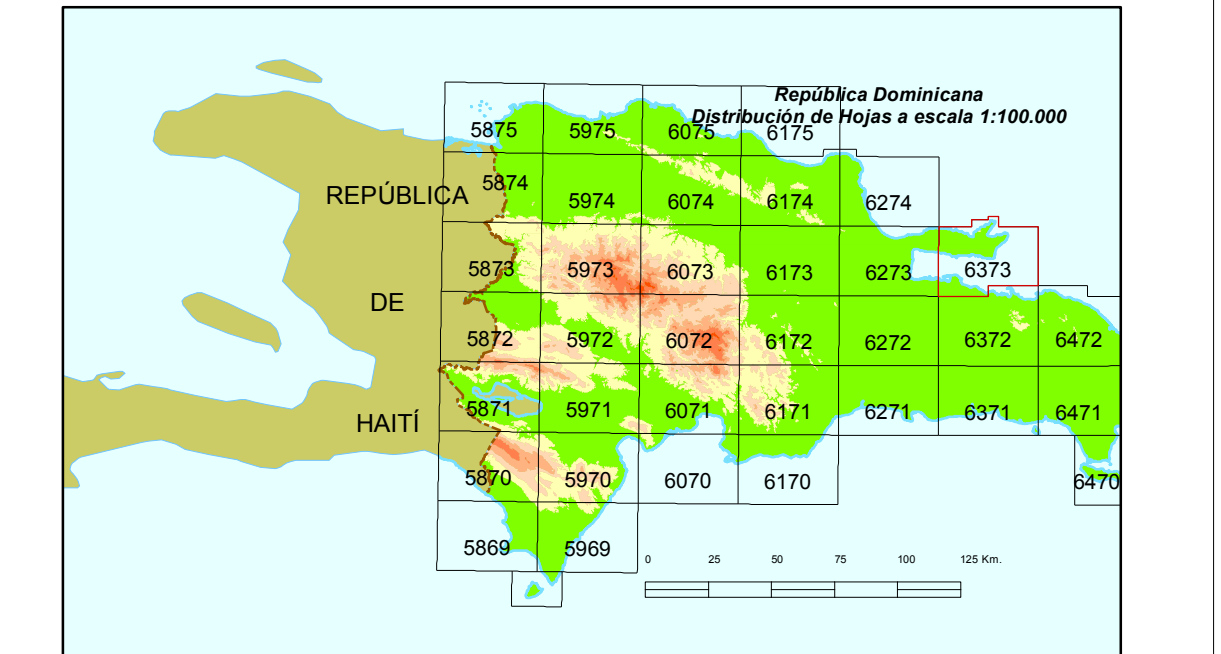 República Dominicana
Distribución de Hojas a escala 1:100.000
5875 5975 6075 6175
5874 5974 6074 6174 6274
REPÚBLICA
5873 5973 6073 6173 6273 6373
DE
5872 5972 6072 6172 6272 6372 6472
5871 5971 6071 6171 6271 6371 6471
HAITÍ
5870 5970 6070 6170 6470
5869 5969
0 25 50 75 100 125 Km.